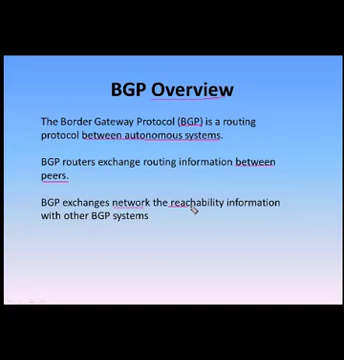 BGP Overview
The Border Gateway Protocol (BGP) is a routing
protocol between autonomous systems.
BGP routers exchange routing information between
peers.
BGP exchanges network the reachability information
with other BGP systems